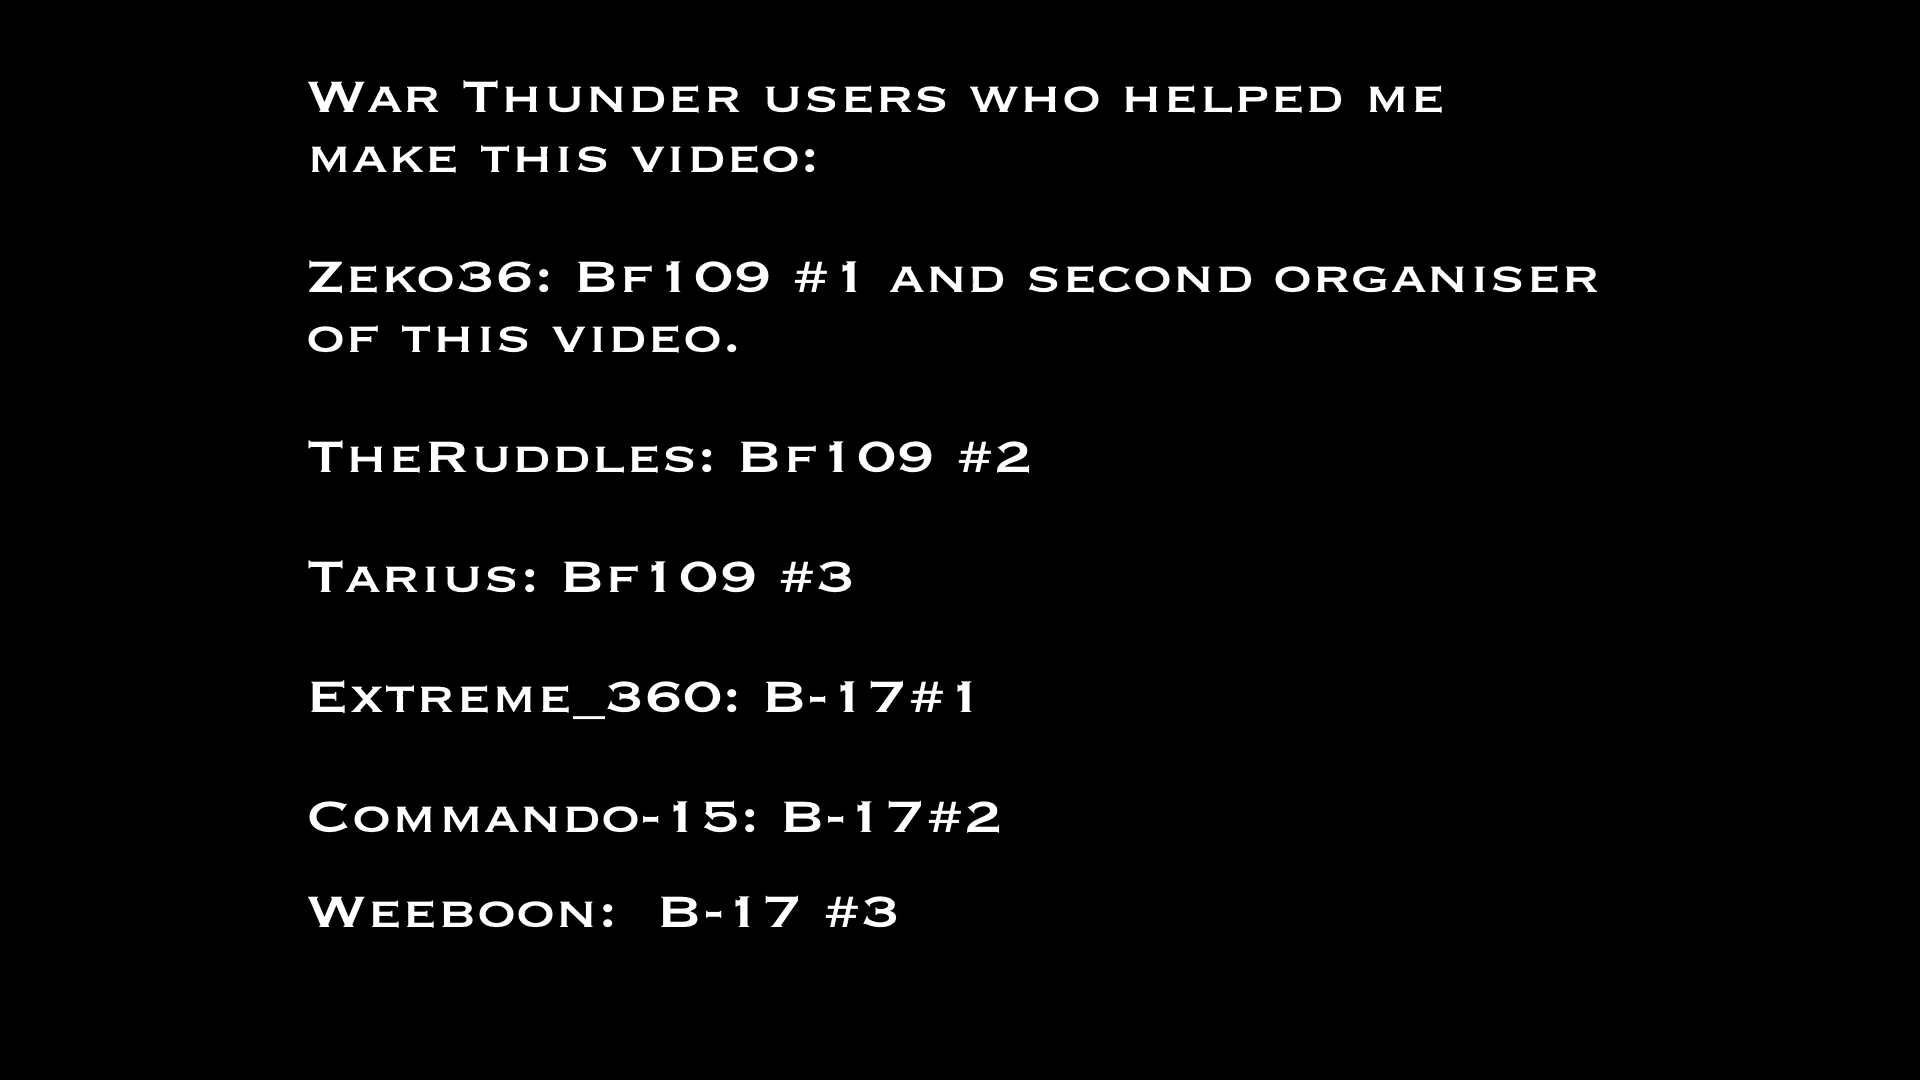 War Thunder users who helped me
make this video:
Zeko36: Bf109 #1 and second organiser
of this video.
TheRuddles: Bf109 #2
Tarius: Bf109 #3
Extreme_360: B-17#1
Commando-15: B-17#2
Weeboon:  B-17 #3